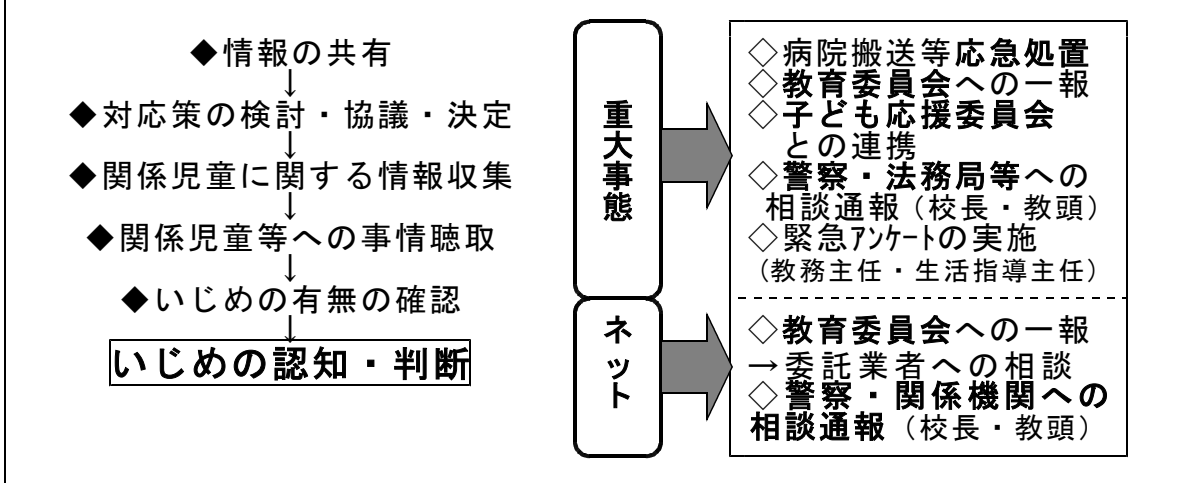 ◆情報の共有
↓
◆対応策の検討・協議・決定
↓
◆関係児童に関する情報収集
↓
◆関係児童等への事情聴取
↓
◆いじめの有無の確認
↓
いじめの認知・判断
重大事態
◇病院搬送等応急処置
◇教育委員会への一報
◇子ども応援委員会
との連携
◇警察・法務局等への
相談通報（校長・教頭）
◇緊急ｱﾝｹｰﾄの実施
（教務主任・生活指導主任）
ネット
◇教育委員会への一報
→委託業者への相談
◇警察・関係機関への
相談通報（校長・教頭）